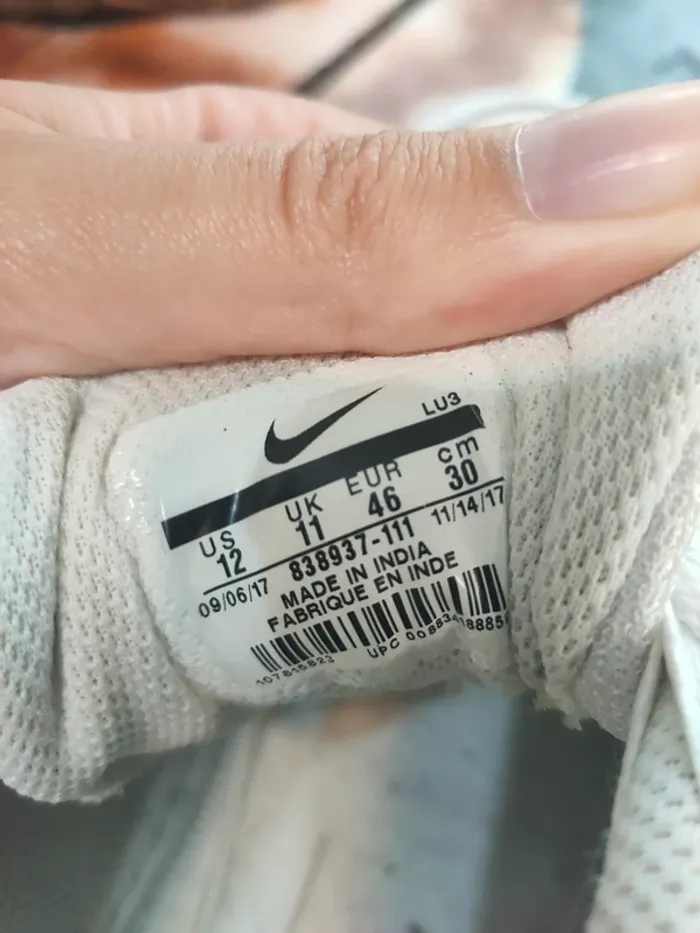 LU3
US UK EUR cm
12 11 46 30
09/06/17 838937-111 11/14/17
MADE IN INDIA
FABRIQUE EN INDE
107815823 UPC